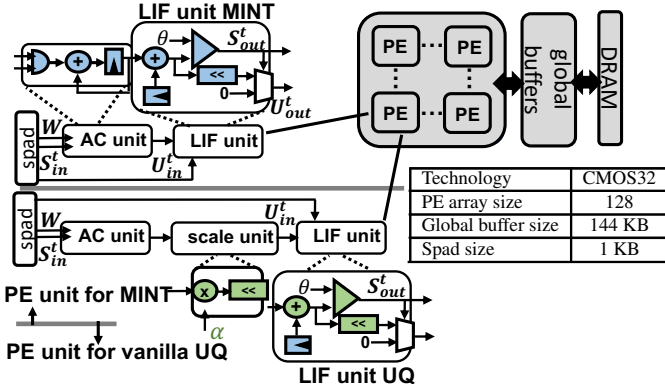 LIF unit MINT
θ
S^t_out
+
+
<<
0
U^t_out
spad
W
S^t_in
AC unit
LIF unit
U^t_in
PE
PE
PE
PE
global buffers
DRAM
spad
W
S^t_in
AC unit
scale unit
LIF unit
U^t_in
Technology CMOS32
PE array size 128
Global buffer size 144 KB
Spad size 1 KB
PE unit for MINT
PE unit for vanilla UQ
x
<<
α
θ
S^t_out
+
<<
0
LIF unit UQ